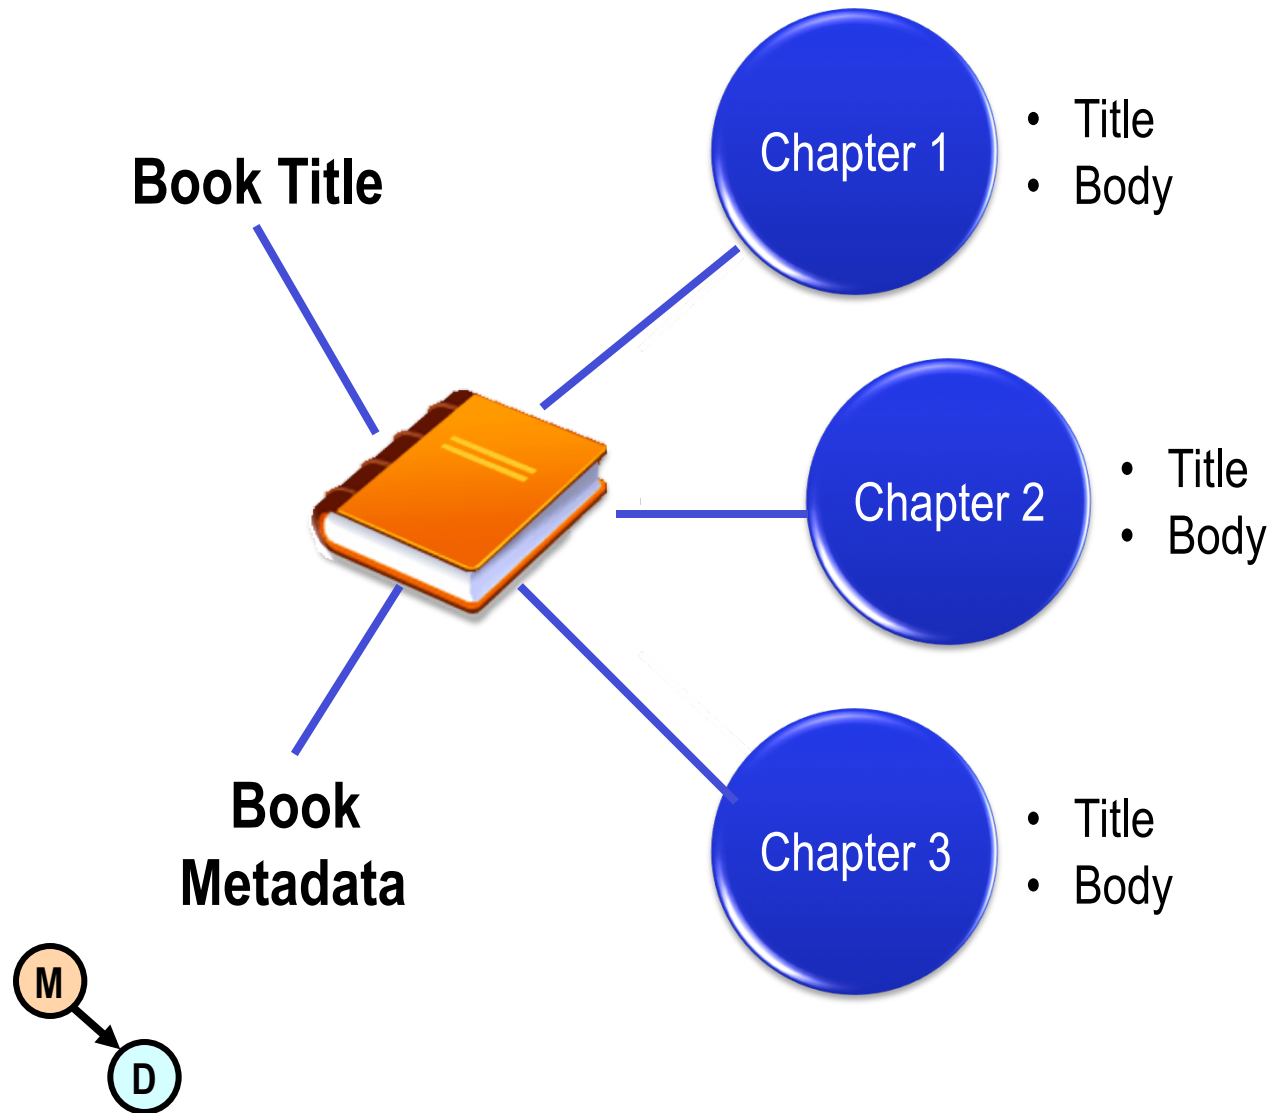 Book Title
Chapter 1
• Title
• Body
Chapter 2
• Title
• Body
Book
Metadata
Chapter 3
• Title
• Body
M
D